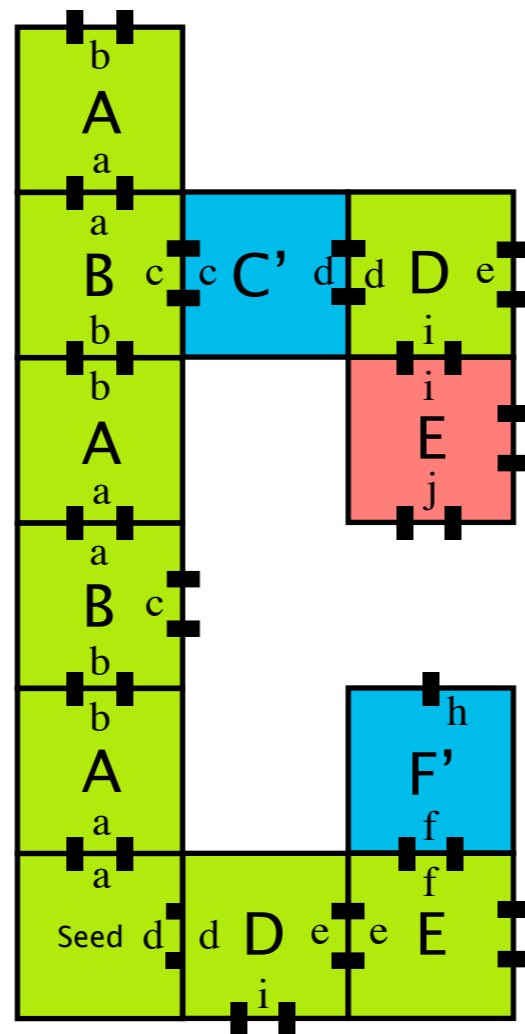 b
A
a
a
B c c C' d d D e
b i
b i
A E
a j
a
B c
b
b h
A F'
a f
a f
Seed d d D e e E
i